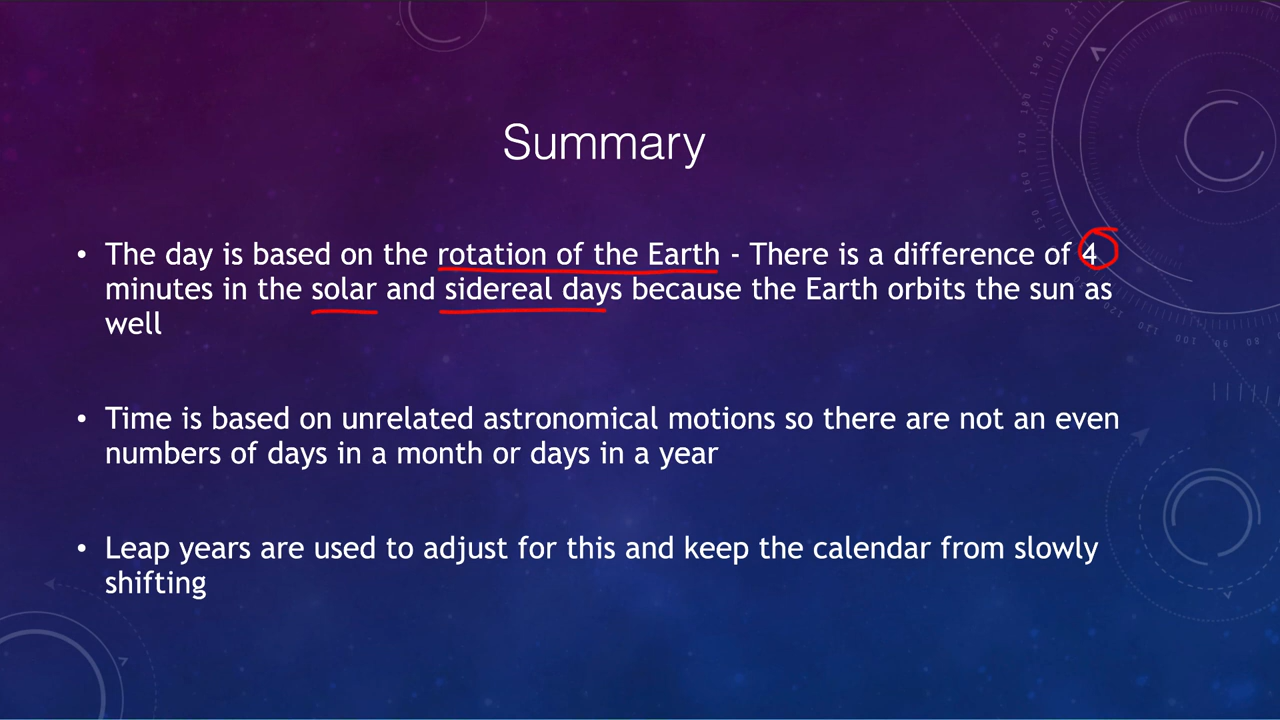 Summary
• The day is based on the rotation of the Earth - There is a difference of 4
minutes in the solar and sidereal days because the Earth orbits the sun as
well
• Time is based on unrelated astronomical motions so there are not an even
numbers of days in a month or days in a year
• Leap years are used to adjust for this and keep the calendar from slowly
shifting